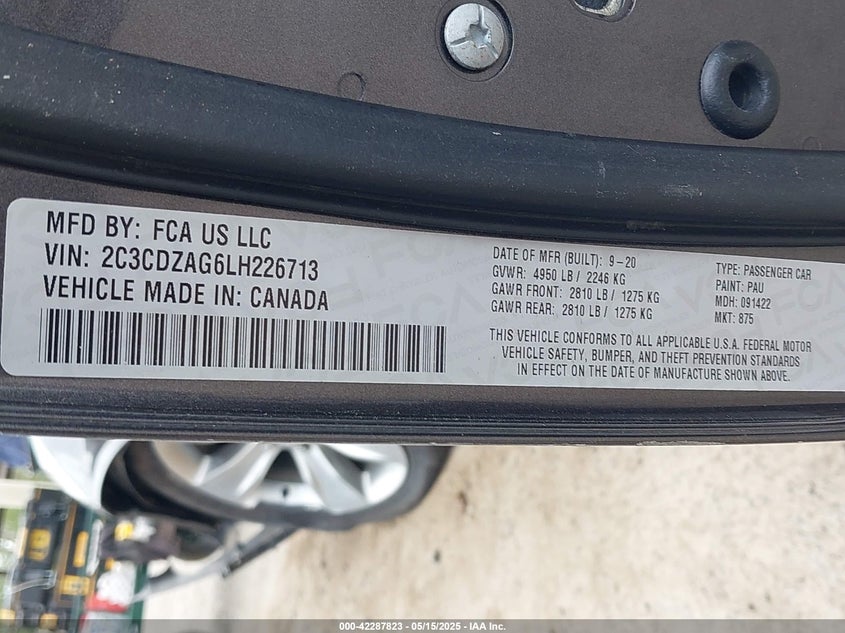 MFD BY: FCA US LLC
VIN: 2C3CDZAG6LH226713
VEHICLE MADE IN: CANADA
DATE OF MFR (BUILT): 9-20
GVWR: 4950 LB / 2246 KG
GAWR FRONT: 2810 LB / 1275 KG
GAWR REAR: 2810 LB / 1275 KG
TYPE: PASSENGER CAR
PAINT: PAU
MDH: 091422
MKT: 875
THIS VEHICLE CONFORMS TO ALL APPLICABLE U.S.A. FEDERAL MOTOR
VEHICLE SAFETY, BUMPER, AND THEFT PREVENTION STANDARDS
IN EFFECT ON THE DATE OF MANUFACTURE SHOWN ABOVE.
000-42287823 - 05/15/2025 - IAA Inc.